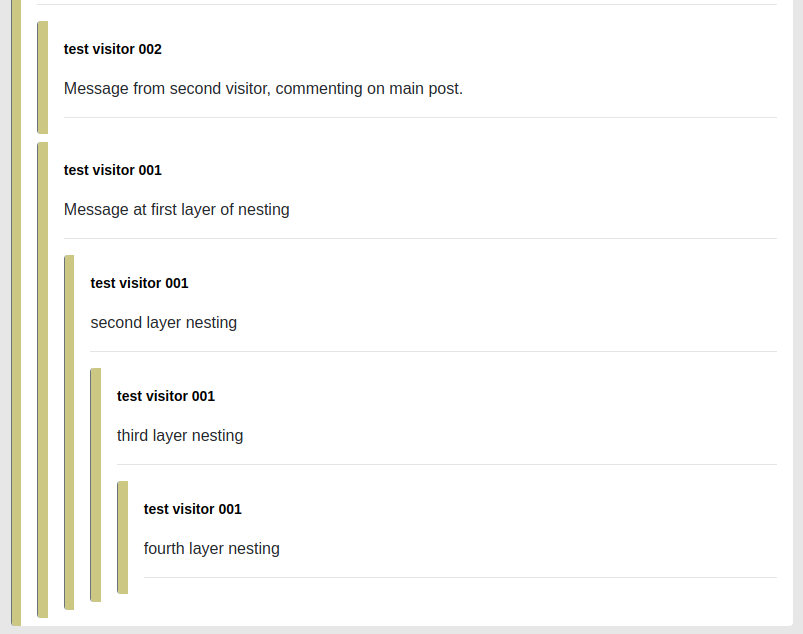 test visitor 002
Message from second visitor, commenting on main post.
test visitor 001
Message at first layer of nesting
test visitor 001
second layer nesting
test visitor 001
third layer nesting
test visitor 001
fourth layer nesting